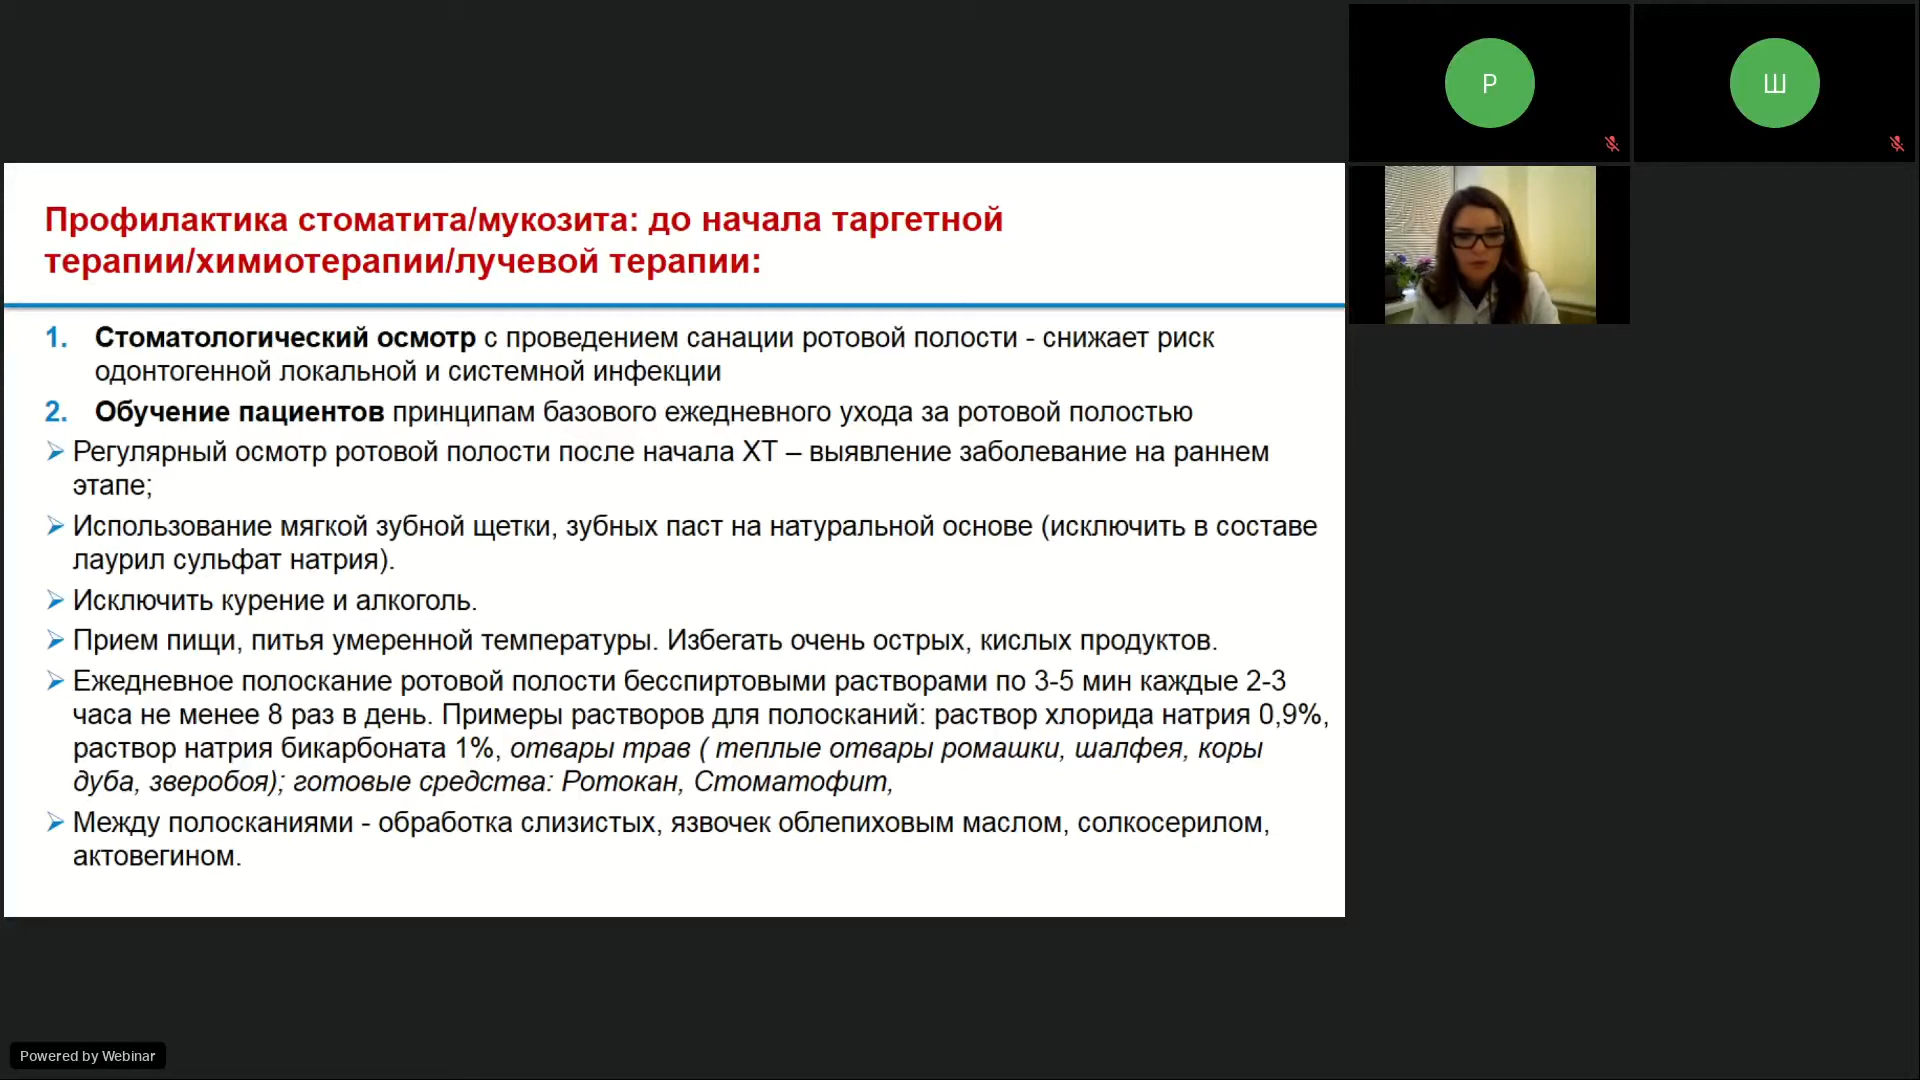 Р
Ш
Профилактика стоматита/мукозита: до начала таргетной
терапии/химиотерапии/лучевой терапии:
1. Стоматологический осмотр с проведением санации ротовой полости - снижает риск
одонтогенной локальной и системной инфекции
2. Обучение пациентов принципам базового ежедневного ухода за ротовой полостью
Регулярный осмотр ротовой полости после начала ХТ – выявление заболевание на раннем
этапе;
Использование мягкой зубной щетки, зубных паст на натуральной основе (исключить в составе
лаурил сульфат натрия).
Исключить курение и алкоголь.
Прием пищи, питья умеренной температуры. Избегать очень острых, кислых продуктов.
Ежедневное полоскание ротовой полости бесспиртовыми растворами по 3-5 мин каждые 2-3
часа не менее 8 раз в день. Примеры растворов для полосканий: раствор хлорида натрия 0,9%,
раствор натрия бикарбоната 1%, отвары трав ( теплые отвары ромашки, шалфея, коры
дуба, зверобоя); готовые средства: Ротокан, Стоматофит,
Между полосканиями - обработка слизистых, язвочек облепиховым маслом, солкосерилом,
актовегином.
Powered by Webinar